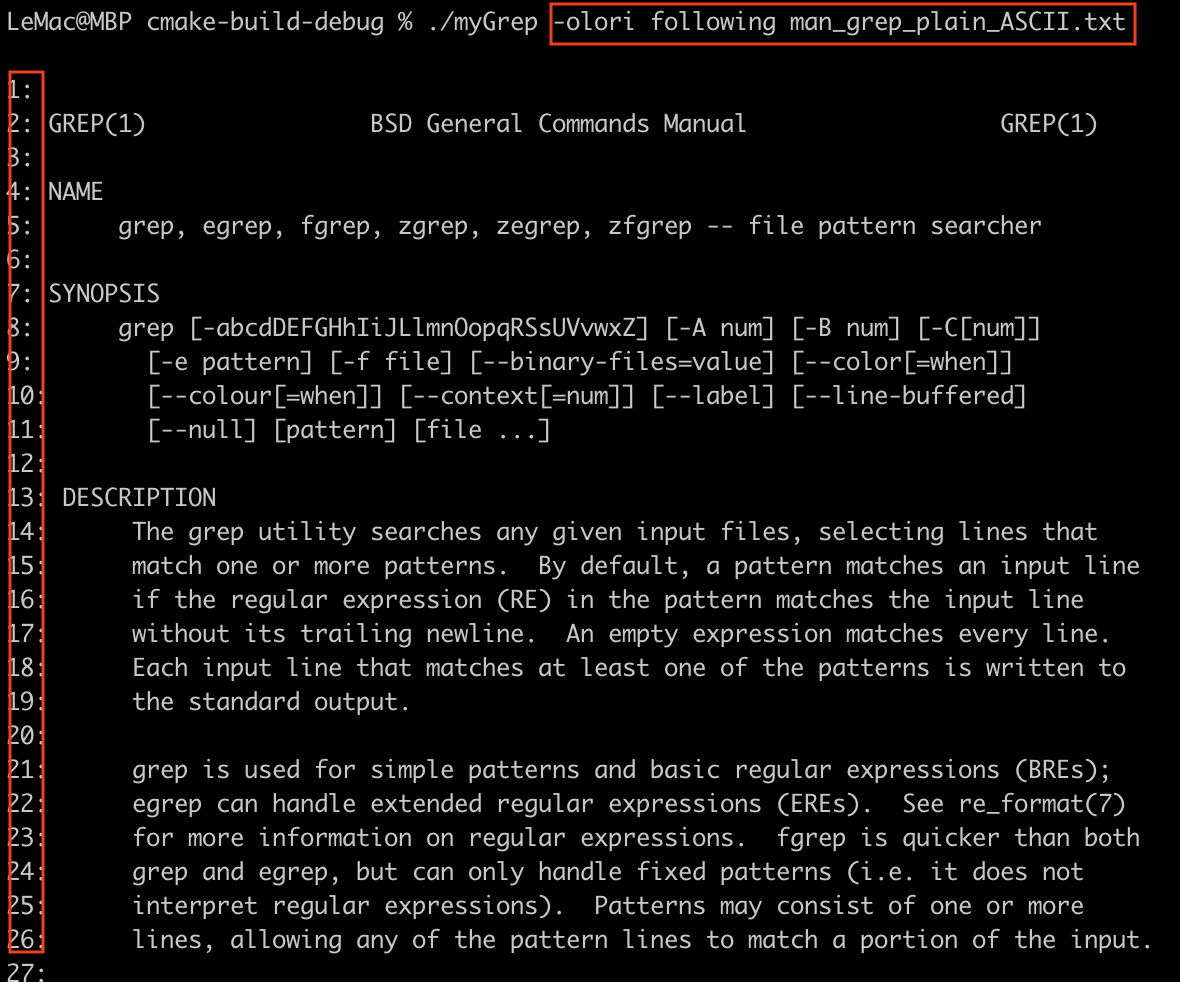 LeMac@MBP cmake-build-debug % ./myGrep -olori following man_grep_plain_ASCII.txt
1:
2: GREP(1) BSD General Commands Manual GREP(1)
3:
4: NAME
5: grep, egrep, fgrep, zgrep, zegrep, zfgrep -- file pattern searcher
6:
7: SYNOPSIS
8: grep [-abcdDEFGHhIiJLlmnOopqRSsUVvwxZ] [-A num] [-B num] [-C[num]]
9: [-e pattern] [-f file] [--binary-files=value] [--color[=when]]
10: [--colour[=when]] [--context[=num]] [--label] [--line-buffered]
11: [--null] [pattern] [file ...]
12:
13: DESCRIPTION
14: The grep utility searches any given input files, selecting lines that
15: match one or more patterns.  By default, a pattern matches an input line
16: if the regular expression (RE) in the pattern matches the input line
17: without its trailing newline.  An empty expression matches every line.
18: Each input line that matches at least one of the patterns is written to
19: the standard output.
20:
21: grep is used for simple patterns and basic regular expressions (BREs);
22: egrep can handle extended regular expressions (EREs).  See re_format(7)
23: for more information on regular expressions.  fgrep is quicker than both
24: grep and egrep, but can only handle fixed patterns (i.e. it does not
25: interpret regular expressions).  Patterns may consist of one or more
26: lines, allowing any of the pattern lines to match a portion of the input.
27: